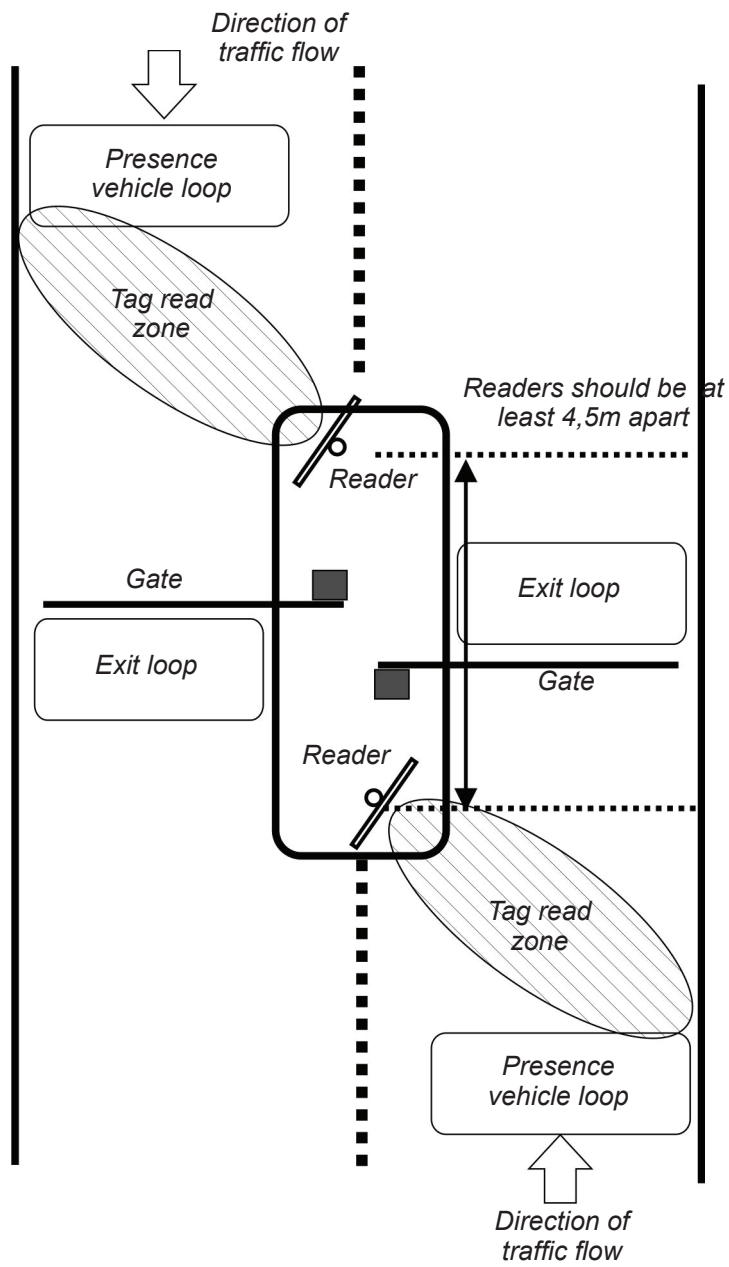 Direction of
traffic flow
Presence
vehicle loop
Tag read
zone
Readers should be at
least 4,5m apart
Reader
Gate
Exit loop
Exit loop
Gate
Reader
Tag read
zone
Presence
vehicle loop
Direction of
traffic flow